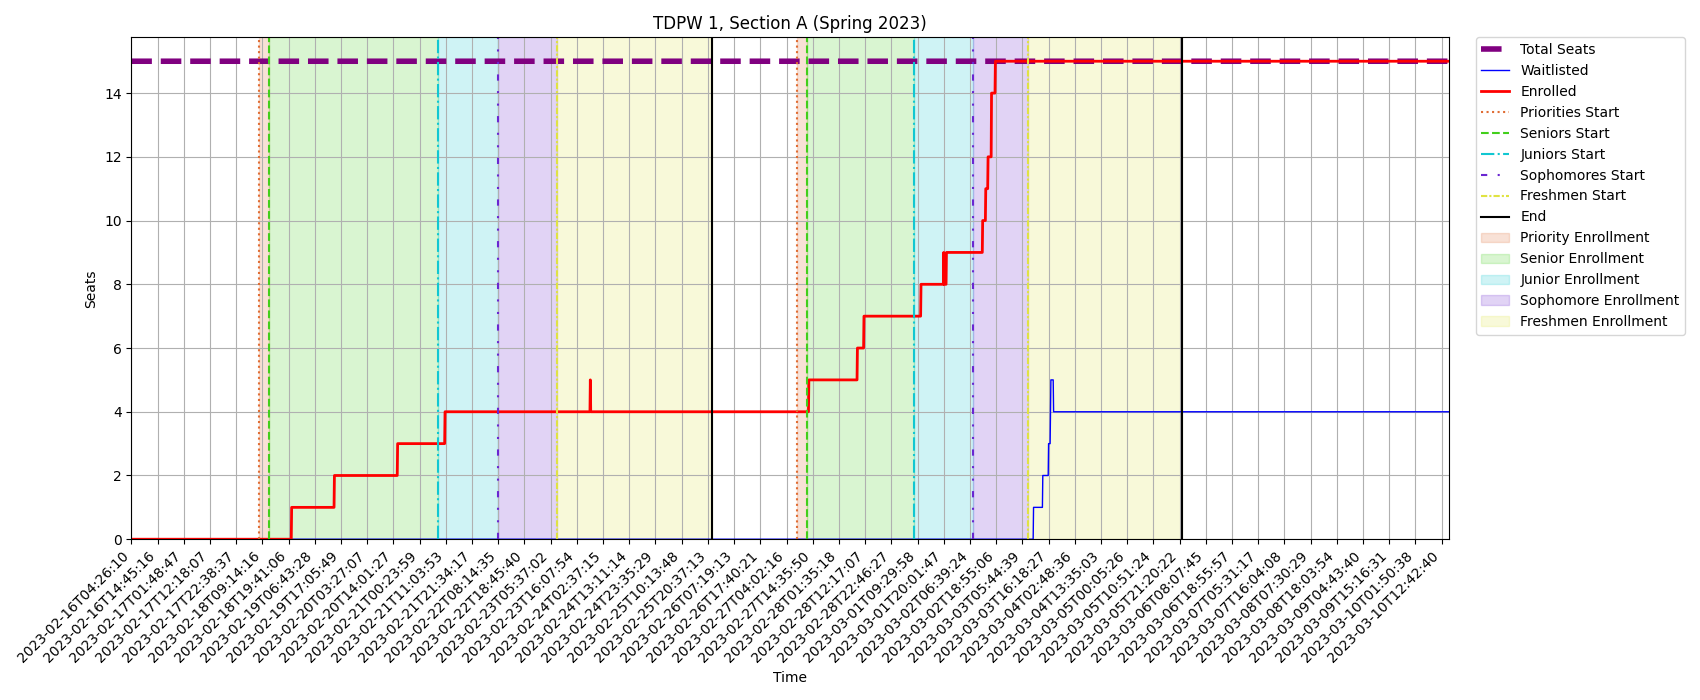 TDPW 1, Section A (Spring 2023)
Seats
14
12
10
8
6
4
2
0
2023-02-16T04:26:10
2023-02-16T14:45:16
2023-02-17T01:48:47
2023-02-17T12:18:07
2023-02-17T22:38:37
2023-02-18T09:14:16
2023-02-18T19:41:06
2023-02-19T06:43:28
2023-02-19T17:05:49
2023-02-20T03:27:07
2023-02-20T14:01:27
2023-02-21T00:23:59
2023-02-21T11:03:53
2023-02-21T21:34:17
2023-02-22T08:14:35
2023-02-22T18:45:40
2023-02-23T05:37:02
2023-02-23T16:07:54
2023-02-24T02:37:15
2023-02-24T13:11:14
2023-02-24T23:35:29
2023-02-25T10:13:48
2023-02-25T20:37:13
2023-02-26T07:19:13
2023-02-26T17:40:21
2023-02-27T04:02:16
2023-02-27T14:35:50
2023-02-28T01:35:18
2023-02-28T12:17:07
2023-02-28T22:46:27
2023-03-01T09:29:58
2023-03-01T20:01:47
2023-03-02T06:39:24
2023-03-02T18:55:06
2023-03-03T05:44:39
2023-03-03T16:18:27
2023-03-04T02:48:36
2023-03-04T13:35:03
2023-03-05T00:05:26
2023-03-05T10:51:24
2023-03-05T21:20:22
2023-03-06T08:07:45
2023-03-06T18:55:57
2023-03-07T05:31:17
2023-03-07T16:04:08
2023-03-08T07:30:29
2023-03-08T18:03:54
2023-03-09T04:43:40
2023-03-09T15:16:31
2023-03-10T01:50:38
2023-03-10T12:42:40
Time
Total Seats
Waitlisted
Enrolled
Priorities Start
Seniors Start
Juniors Start
Sophomores Start
Freshmen Start
End
Priority Enrollment
Senior Enrollment
Junior Enrollment
Sophomore Enrollment
Freshmen Enrollment